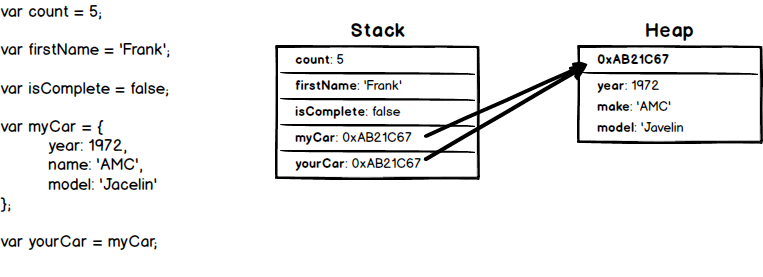 var count = 5;
var firstName = 'Frank';
var isComplete = false;
var myCar = {
year: 1972,
name: 'AMC',
model: 'Jacelin'
};
var yourCar = myCar;
Stack
count: 5
firstName: 'Frank'
isComplete: false
myCar: 0xAB21C67
yourCar: 0xAB21C67
Heap
0xAB21C67
year: 1972
make: 'AMC'
model: 'Javelin